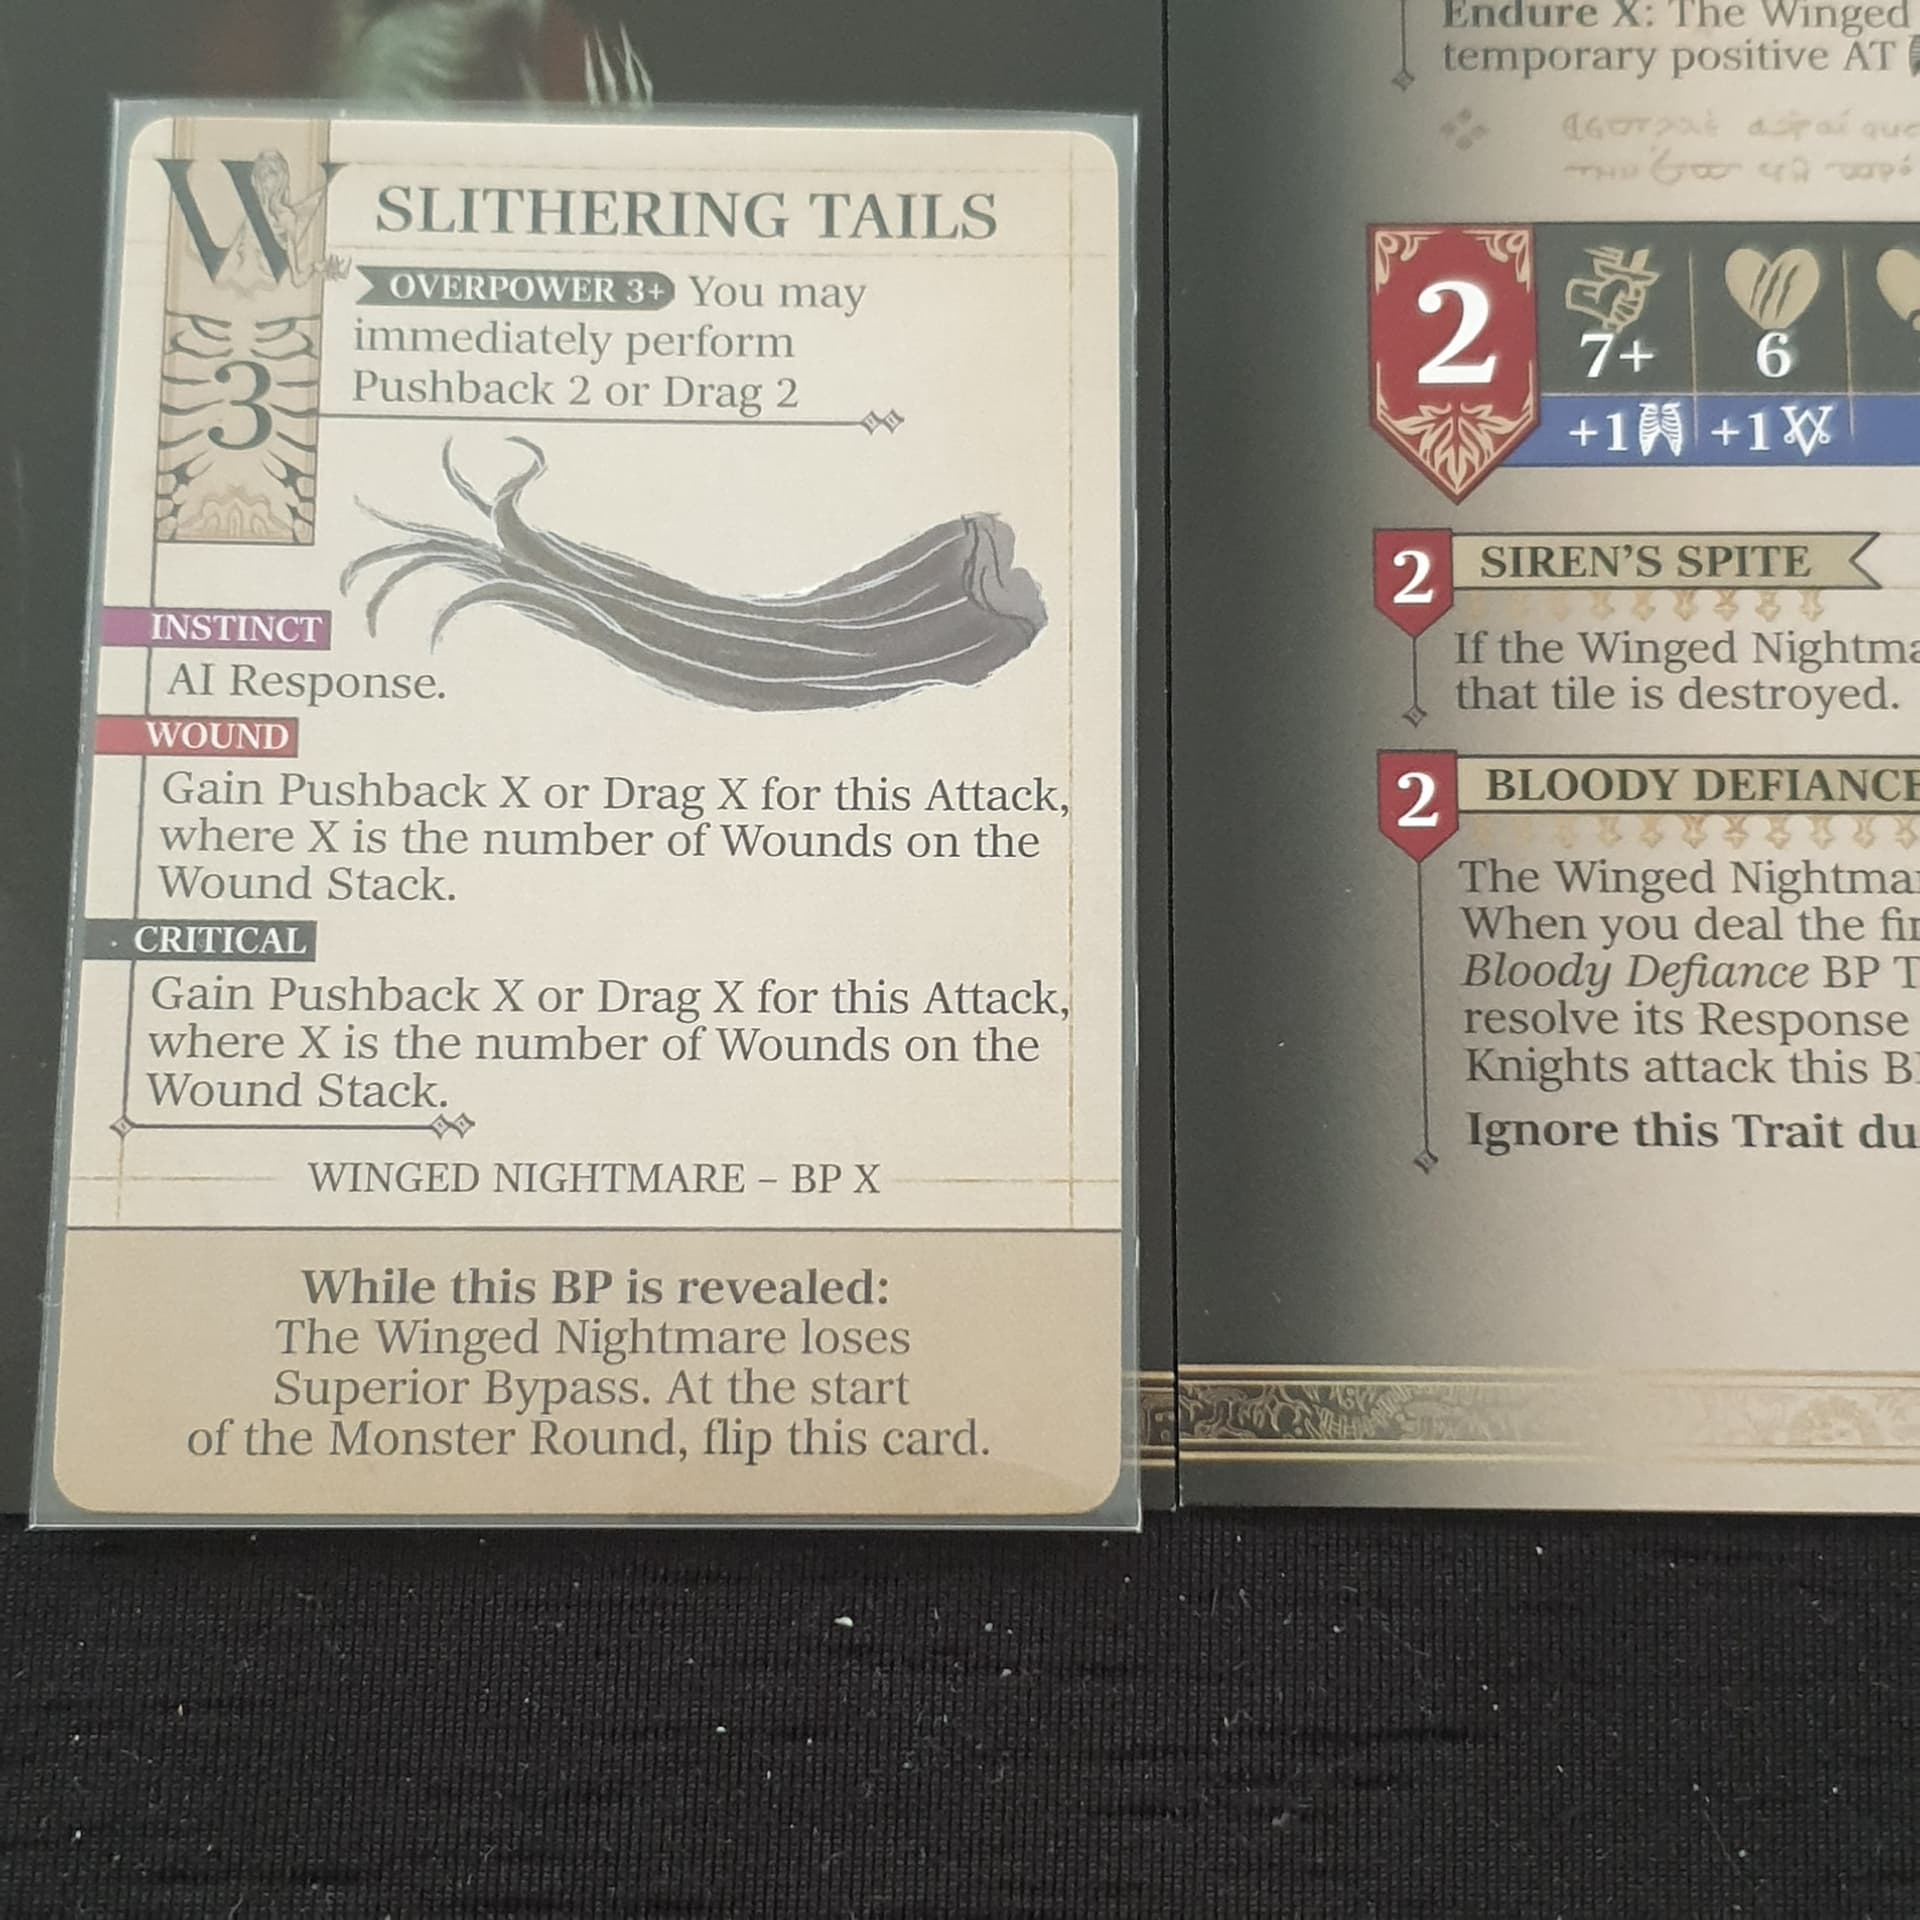 W
SLITHERING TAILS
OVERPOWER 3+ You may
immediately perform
Pushback 2 or Drag 2
3
INSTINCT
AI Response.
WOUND
Gain Pushback X or Drag X for this Attack,
where X is the number of Wounds on the
Wound Stack.
CRITICAL
Gain Pushback X or Drag X for this Attack,
where X is the number of Wounds on the
Wound Stack.
WINGED NIGHTMARE – BP X
While this BP is revealed:
The Winged Nightmare loses
Superior Bypass. At the start
of the Monster Round, flip this card.
Endure X: The Winged
temporary positive AT
2
7+ 6
+1 +1
2 SIREN'S SPITE
If the Winged Nightma
that tile is destroyed.
2 BLOODY DEFIANCE
The Winged Nightma
When you deal the fir
Bloody Defiance BP T
resolve its Response
Knights attack this B
Ignore this Trait du